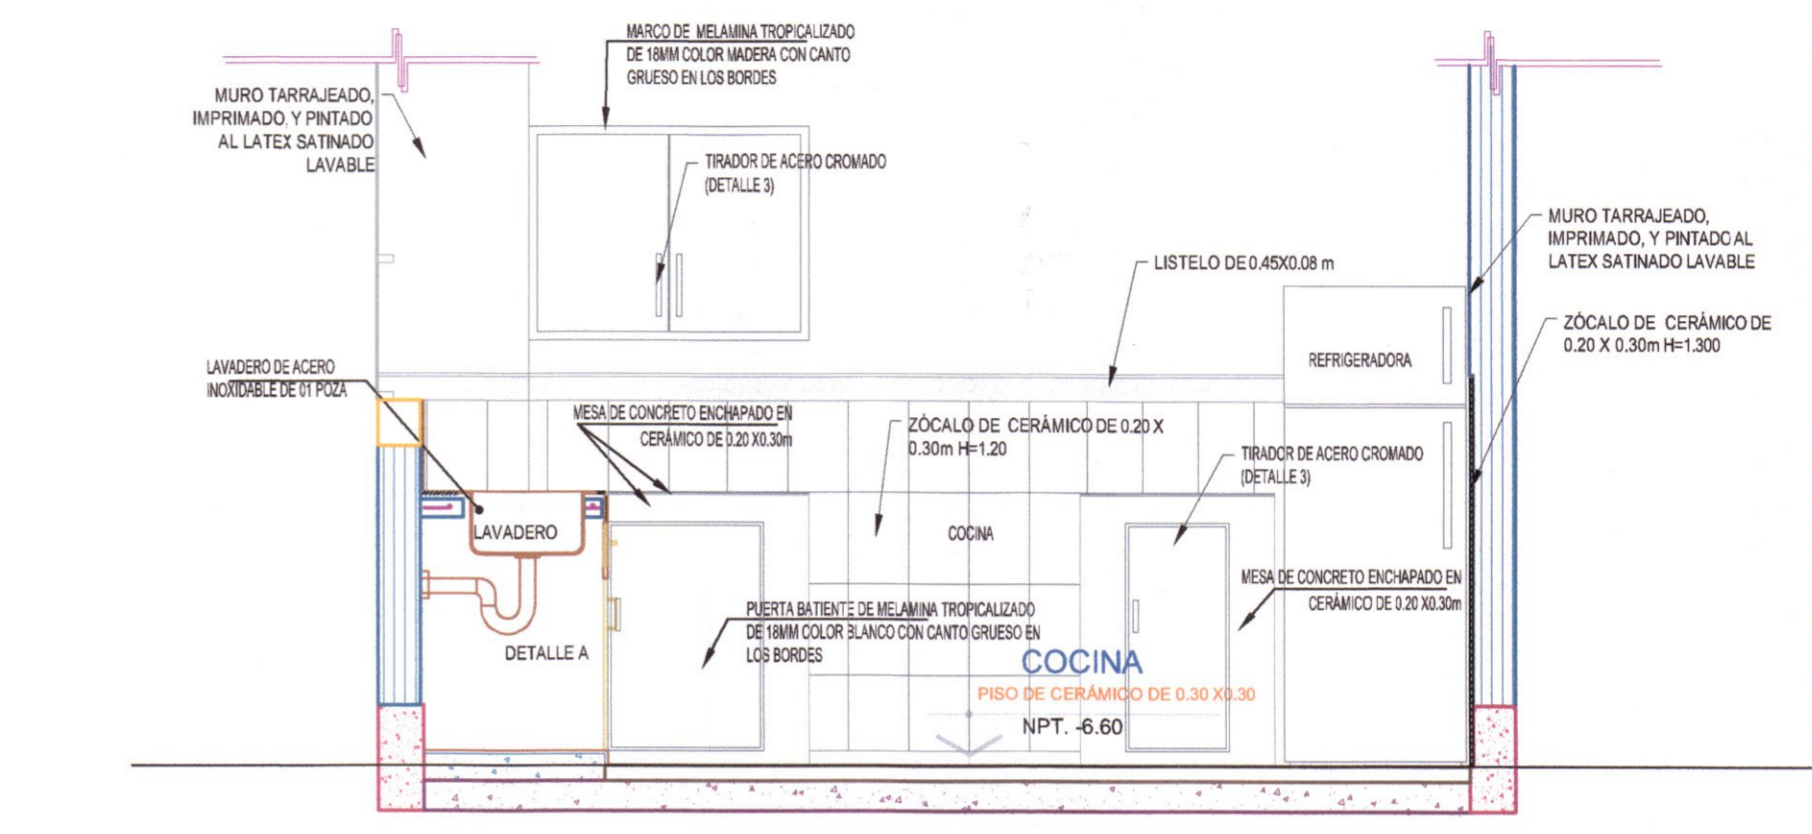 MARCO DE MELAMINA TROPICALIZADO
DE 18MM COLOR MADERA CON CANTO
GRUESO EN LOS BORDES
MURO TARRAJEADO,
IMPRIMADO, Y PINTADO
AL LATEX SATINADO
LAVABLE
TIRADOR DE ACERO CROMADO
(DETALLE 3)
MURO TARRAJEADO,
IMPRIMADO, Y PINTADO AL
LATEX SATINADO LAVABLE
LISTELO DE 0.45X0.08 m
ZÓCALO DE CERÁMICO DE
0.20 X 0.30m H=1.300
REFRIGERADORA
LAVADERO DE ACERO
INOXIDABLE DE 01 POZA
MESA DE CONCRETO ENCHAPADO EN
CERÁMICO DE 0.20 X0.30m
ZÓCALO DE CERÁMICO DE 0.20 X
0.30m H=1.20
TIRADOR DE ACERO CROMADO
(DETALLE 3)
LAVADERO
COCINA
MESA DE CONCRETO ENCHAPADO EN
CERÁMICO DE 0.20 X0.30m
PUERTA BATIENTE DE MELAMINA TROPICALIZADO
DE 18MM COLOR BLANCO CON CANTO GRUESO EN
LOS BORDES
DETALLE A
COCINA
PISO DE CERÁMICO DE 0.30 X0.30
NPT. -6.60